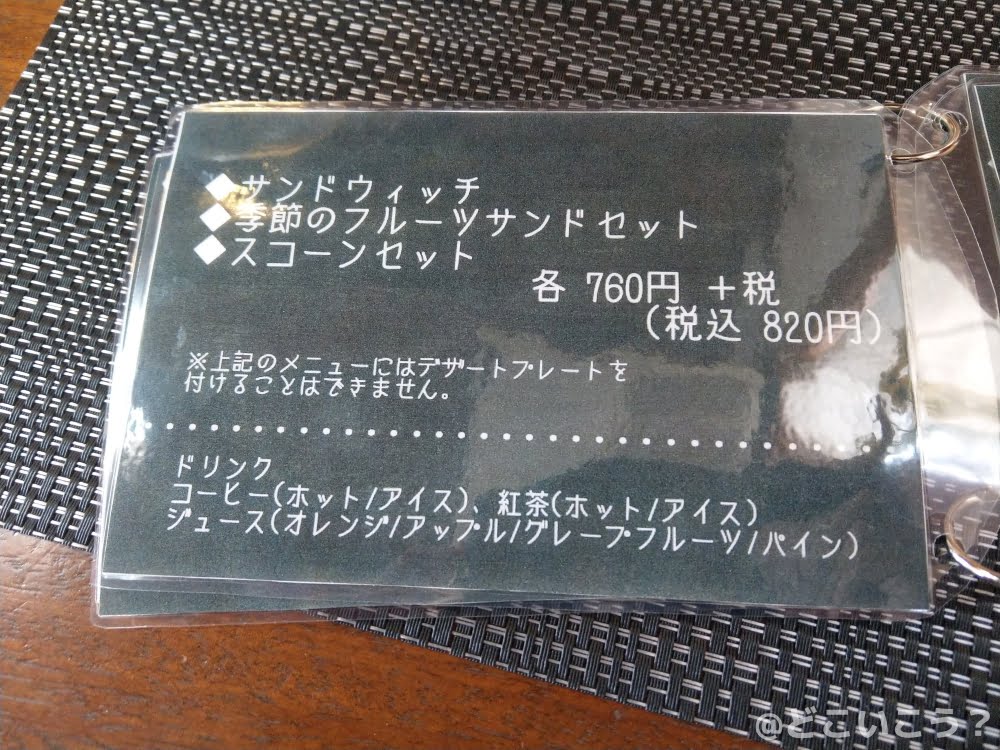 ◆サンドウィッチ
◆季節のフルーツサンドセット
◆スコーンセット
各 760円 +税
(税込 820円)
※上記のメニューにはデザートプレートを
付けることはできません。
ドリンク
コーヒー(ホット/アイス)、紅茶(ホット/アイス)
ジュース(オレンジ/アップル/グレープフルーツ/パイン)
@どこいこう?